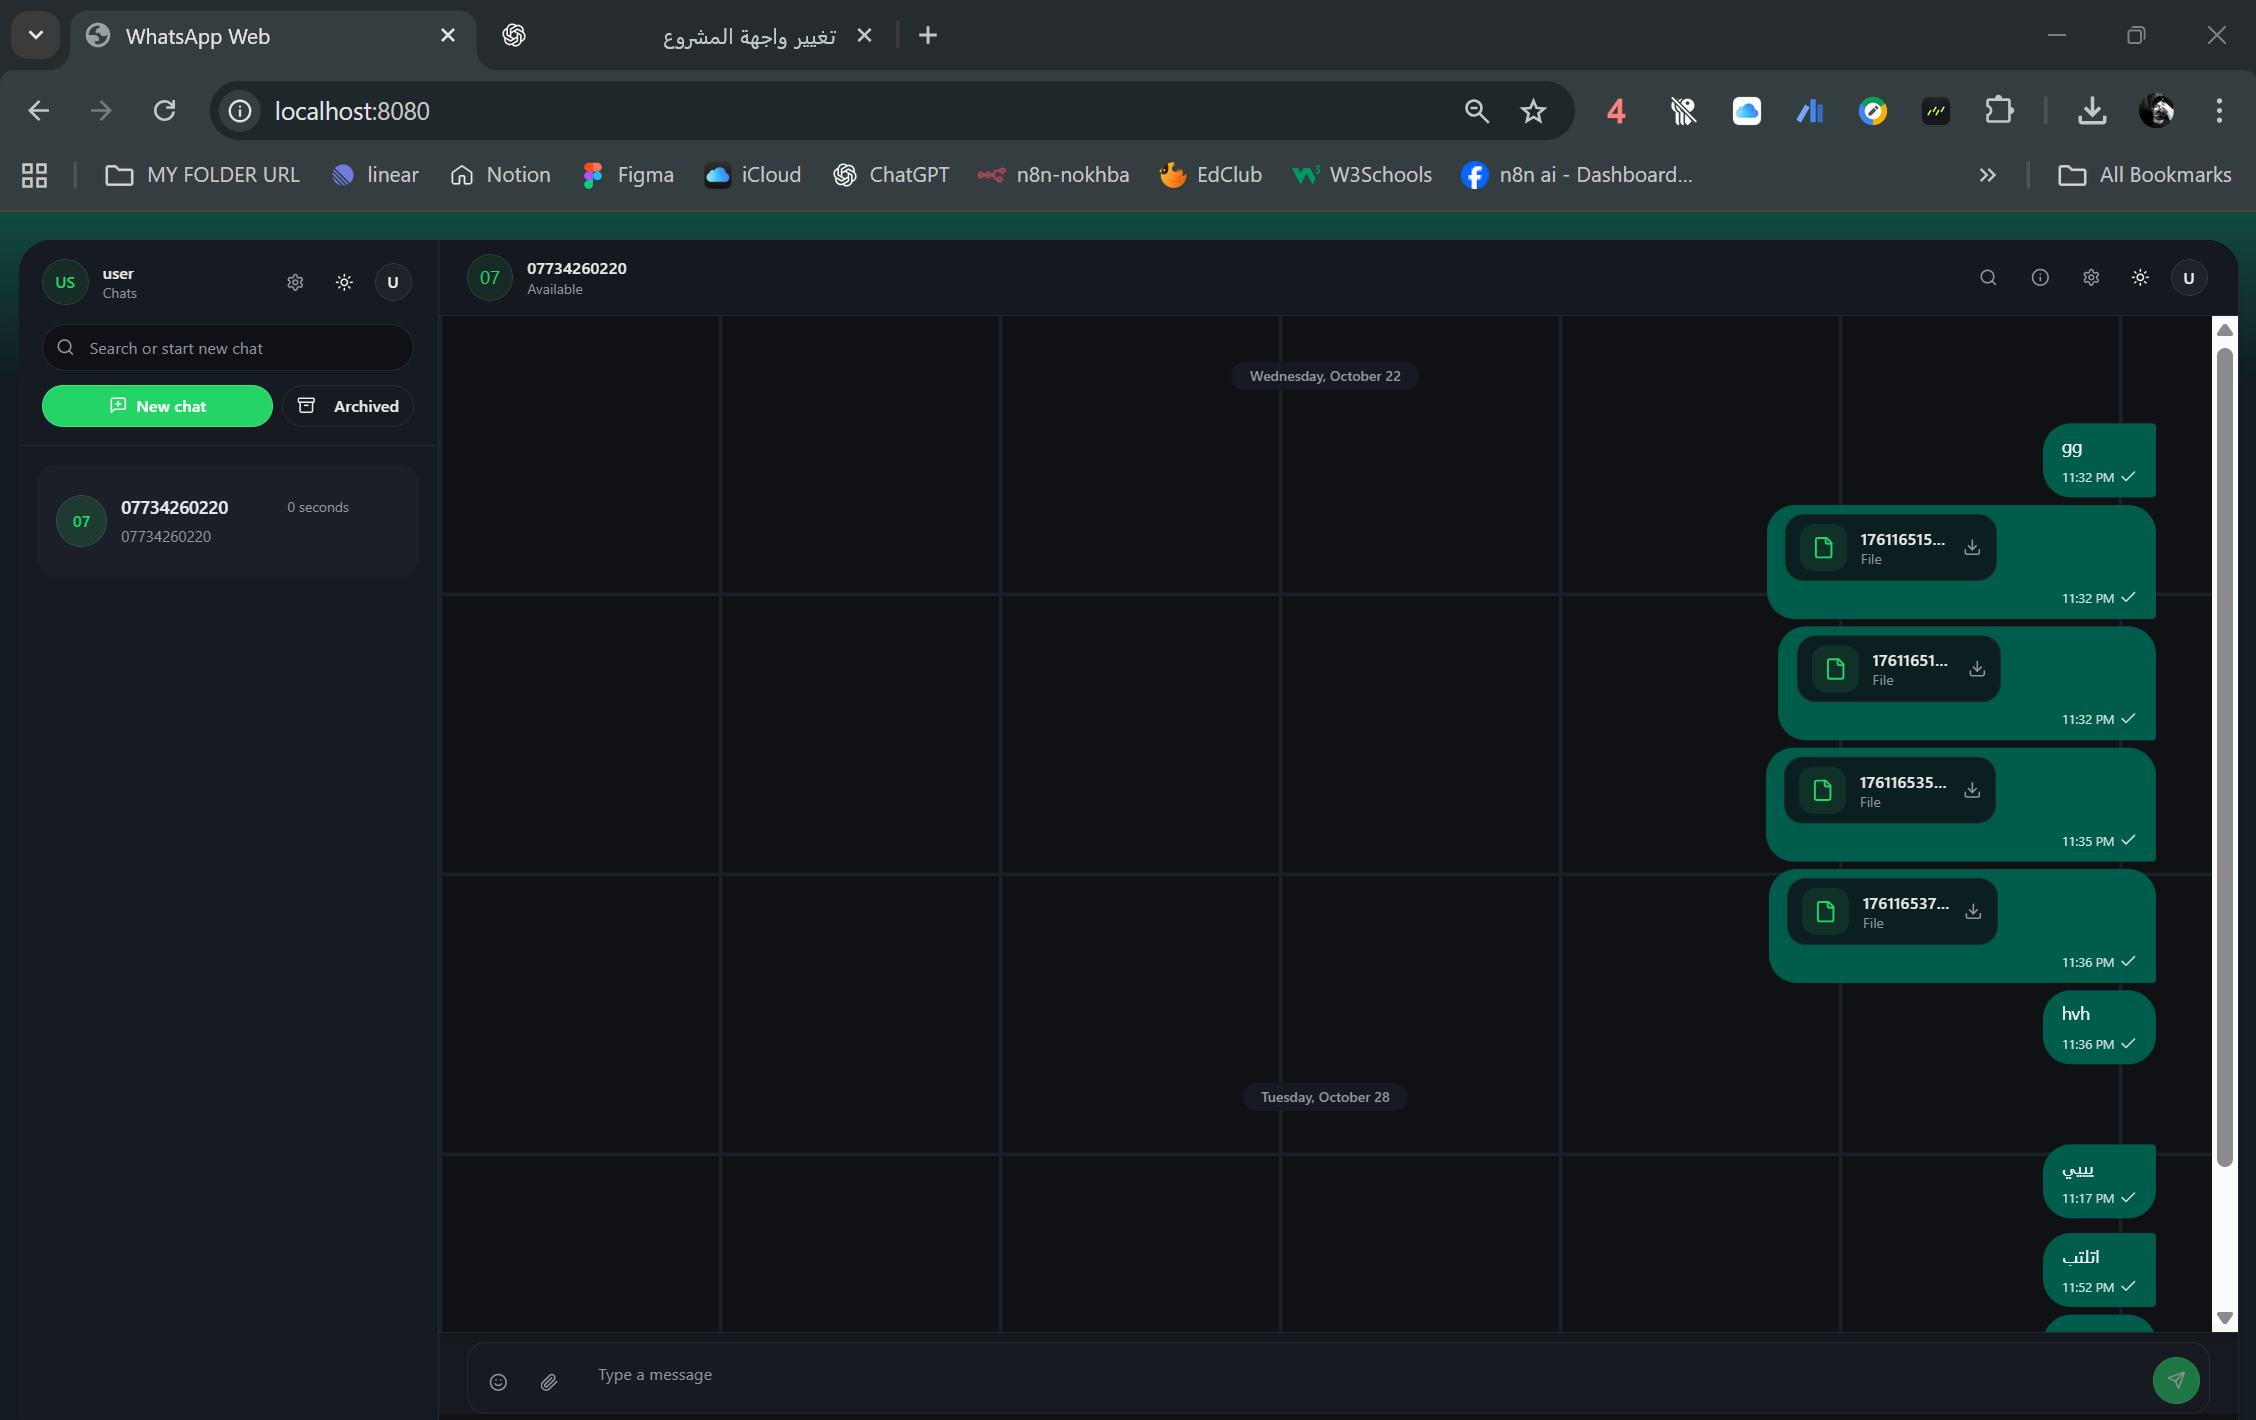 WhatsApp Web
تغيير واجهة المشروع
localhost:8080
4
MY FOLDER URL
linear
Notion
Figma
iCloud
ChatGPT
n8n-nokhba
EdClub
W3Schools
n8n ai - Dashboard...
All Bookmarks
US
user
Chats
U
Search or start new chat
New chat
Archived
07
07734260220
0 seconds
07734260220
07
07734260220
Available
U
Wednesday, October 22
gg
11:32 PM
176116515...
File
11:32 PM
17611651...
File
11:32 PM
176116535...
File
11:35 PM
176116537...
File
11:36 PM
hvh
11:36 PM
Tuesday, October 28
11:17 PM
اتلتب
11:52 PM
Type a message